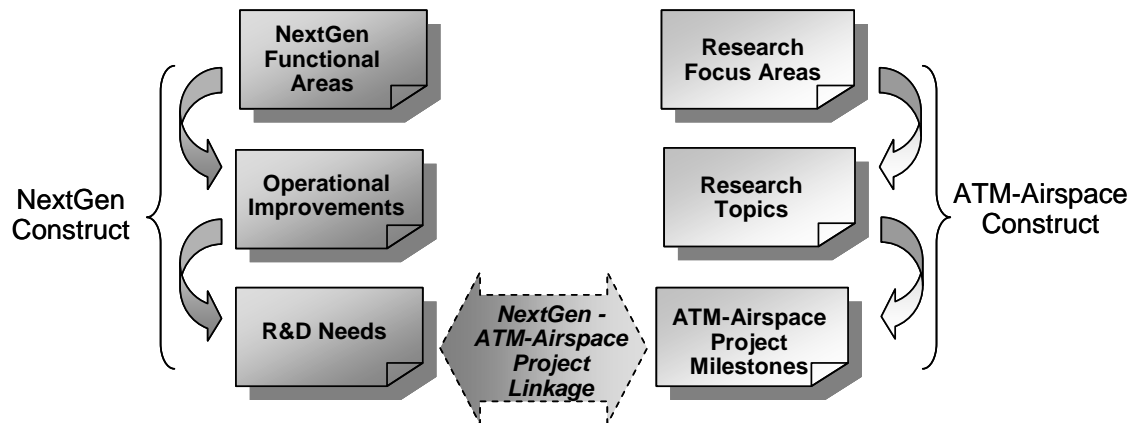 NextGen
Functional
Areas
Research
Focus Areas
NextGen
Construct
Operational
Improvements
Research
Topics
ATM-Airspace
Construct
R&D Needs
NextGen -
ATM-Airspace
Project
Linkage
ATM-Airspace
Project
Milestones